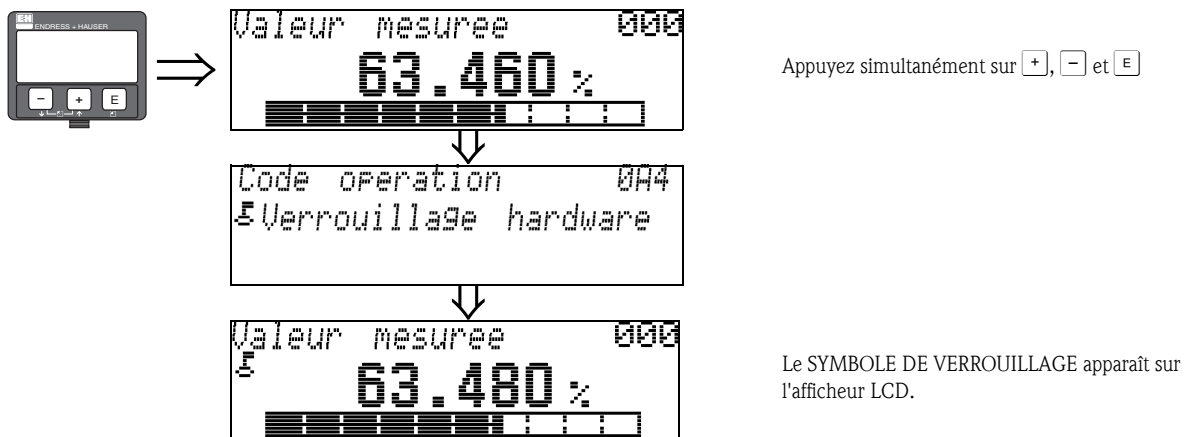 EH
ENDRESS + HAUSER
- + E
Valeur mesuree 000
63.460 %
Appuyez simultanément sur +, - et E
Code operation 0A4
Verrouillage hardware
Valeur mesuree 000
63.480 %
Le SYMBOLE DE VERROUILLAGE apparaît sur
l'afficheur LCD.